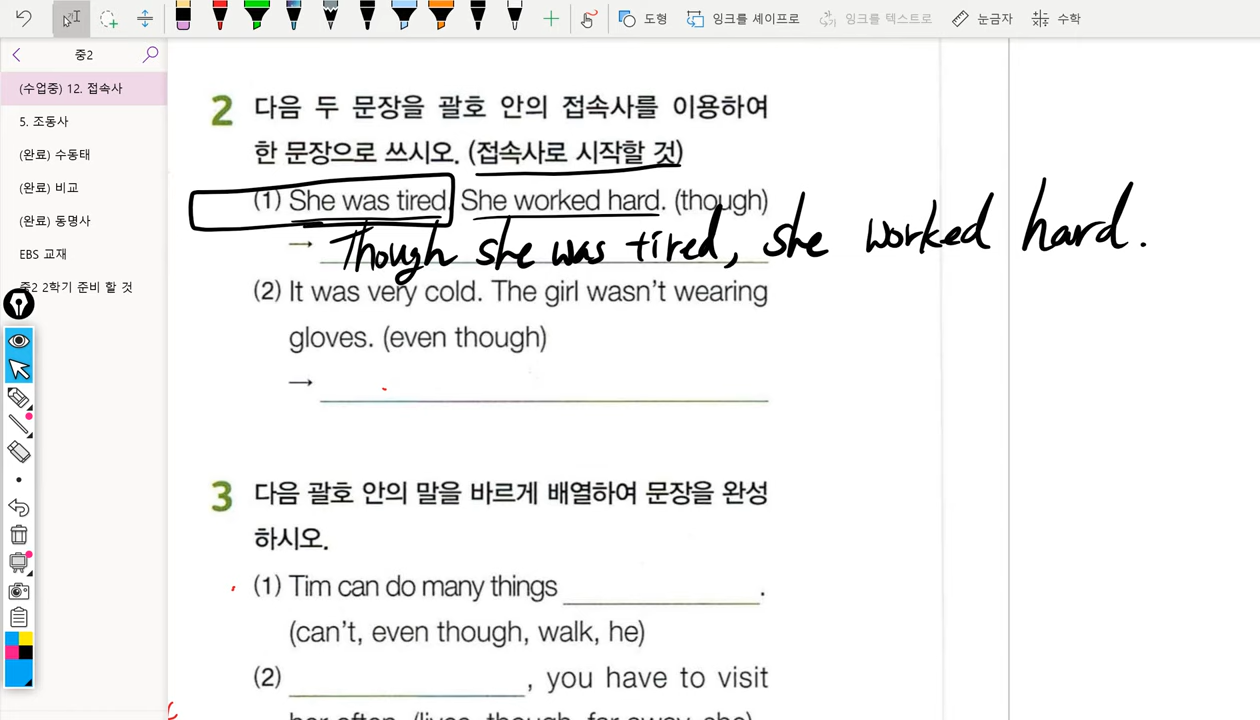 도형 잉크를 셰이프로 잉크를 텍스트로 눈금자 수학
중2
(수업중) 12. 접속사
5. 조동사
(완료) 수동태
(완료) 비교
(완료) 동명사
EBS 교재
중2 2학기 준비 할 것
2 다음 두 문장을 괄호 안의 접속사를 이용하여
한 문장으로 쓰시오. (접속사로 시작할 것)
(1) She was tired. She worked hard. (though)
→ Though she was tired, she worked hard.
(2) It was very cold. The girl wasn't wearing
gloves. (even though)
→
3 다음 괄호 안의 말을 바르게 배열하여 문장을 완성
하시오.
(1) Tim can do many things .
(can't, even though, walk, he)
(2) , you have to visit
her often. (lives, though, far away, she)